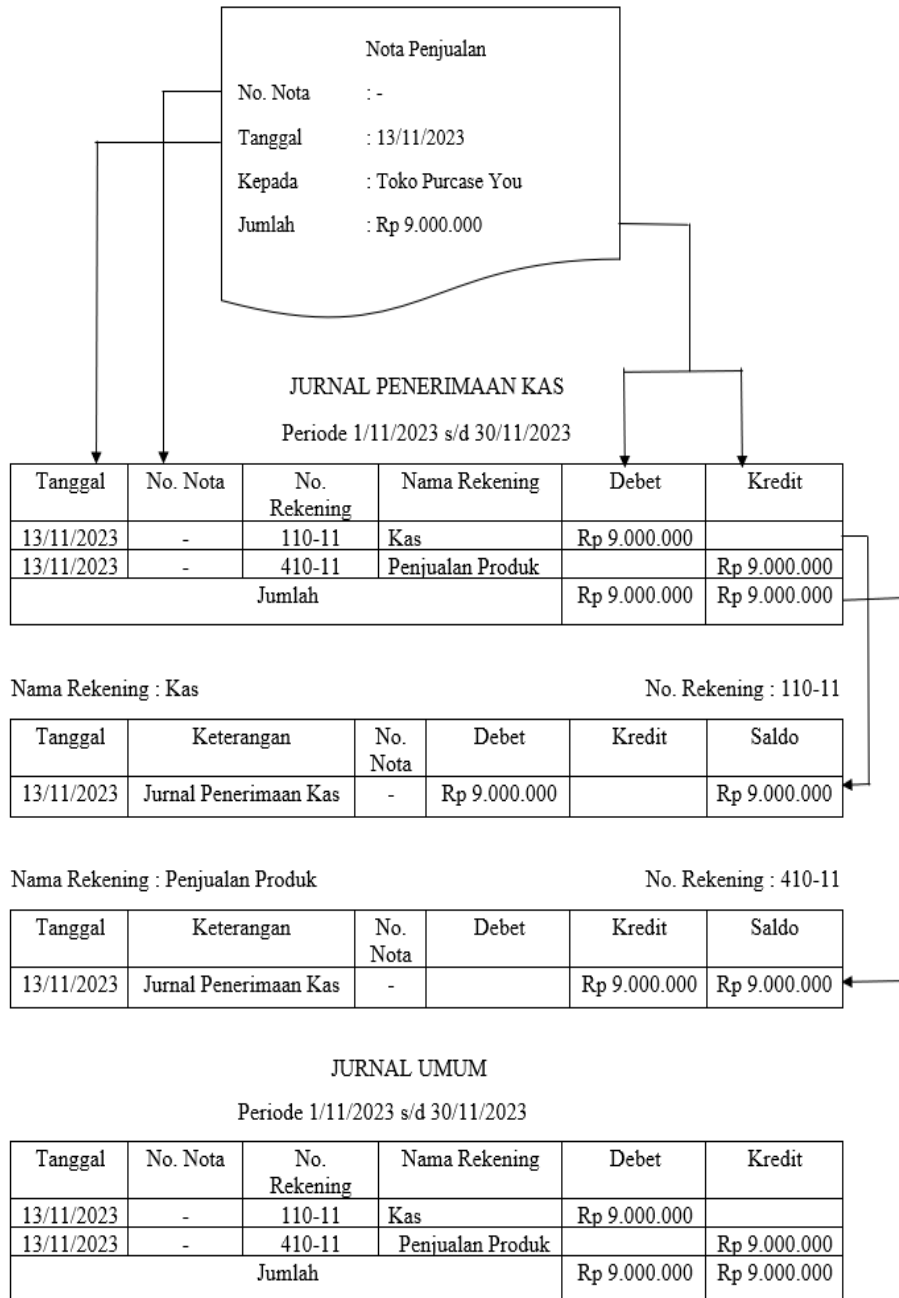 Nota Penjualan
No. Nota : -
Tanggal : 13/11/2023
Kepada : Toko Purcase You
Jumlah : Rp 9.000.000
JURNAL PENERIMAAN KAS
Periode 1/11/2023 s/d 30/11/2023
Tanggal No. Nota No. Rekening Nama Rekening Debet Kredit
13/11/2023 - 110-11 Kas Rp 9.000.000
13/11/2023 - 410-11 Penjualan Produk Rp 9.000.000
Jumlah Rp 9.000.000 Rp 9.000.000
Nama Rekening : Kas No. Rekening : 110-11
Tanggal Keterangan No. Nota Debet Kredit Saldo
13/11/2023 Jurnal Penerimaan Kas - Rp 9.000.000 Rp 9.000.000
Nama Rekening : Penjualan Produk No. Rekening : 410-11
Tanggal Keterangan No. Nota Debet Kredit Saldo
13/11/2023 Jurnal Penerimaan Kas - Rp 9.000.000 Rp 9.000.000
JURNAL UMUM
Periode 1/11/2023 s/d 30/11/2023
Tanggal No. Nota No. Rekening Nama Rekening Debet Kredit
13/11/2023 - 110-11 Kas Rp 9.000.000
13/11/2023 - 410-11 Penjualan Produk Rp 9.000.000
Jumlah Rp 9.000.000 Rp 9.000.000